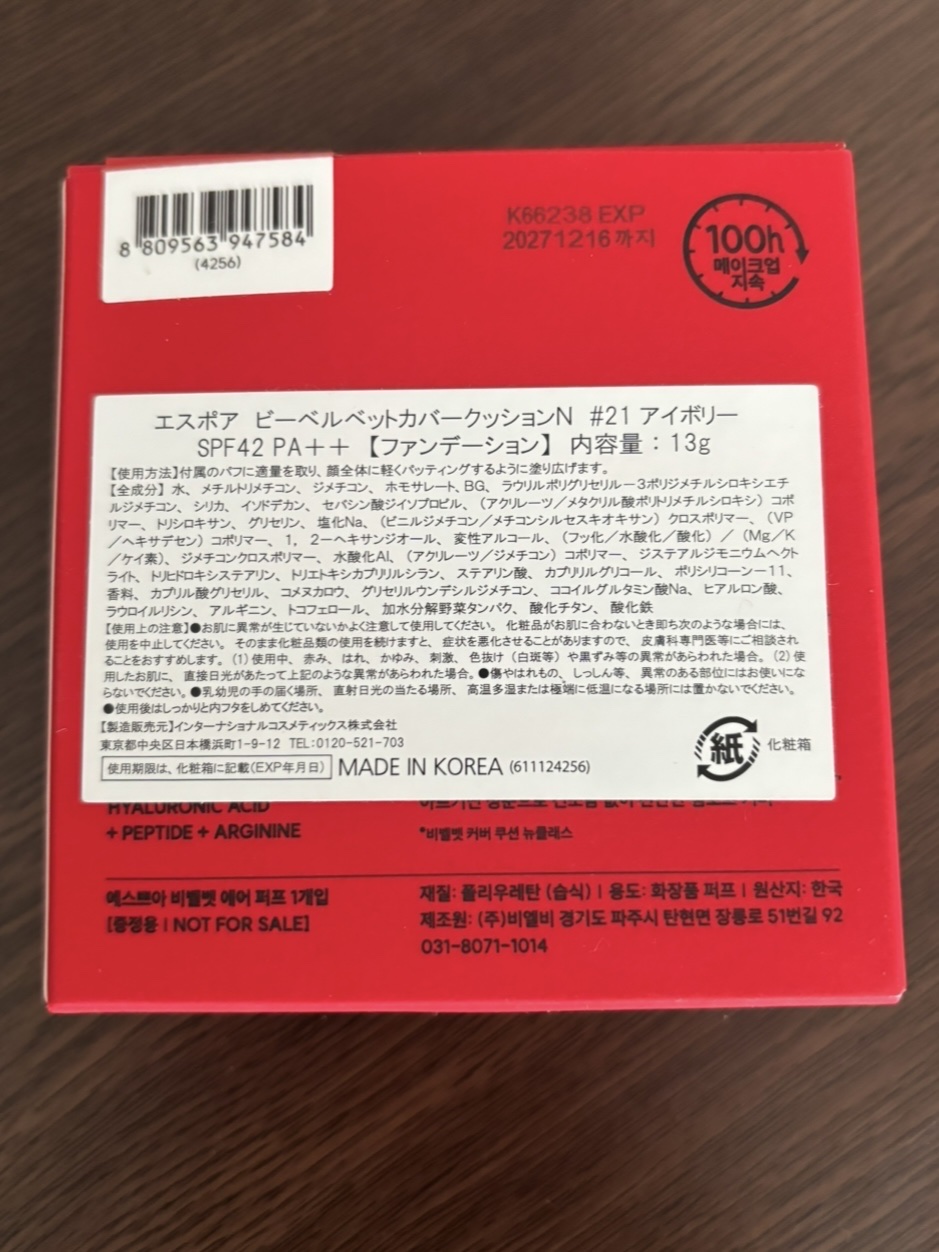 8 809563 947584
(4256)
K66238 EXP
20271216 까지
100h
메이크업
지속
エスポア ビーベルベットカバークッションN #21 アイボリー
SPF42 PA++ 【ファンデーション】 内容量：13g
【使用方法】付属のパフに適量を取り、顔全体に軽くパッティングするように塗り広げます。
【全成分】水、メチルトリメチコン、ジメチコン、ホモサレート、BG、ラウリルポリグリセリル－3ポリジメチルシロキシエチ
ルジメチコン、シリカ、イソドデカン、セバシン酸ジイソプロピル、（アクリレーツ／メタクリル酸ポリトリメチルシロキシ）コポ
リマー、トリシロキサン、グリセリン、塩化Na、（ビニルジメチコン／メチコンシルセスキオキサン）クロスポリマー、（VP
／ヘキサデセン）コポリマー、1，2－ヘキサンジオール、変性アルコール、（フッ化／水酸化／酸化）／（Mg／K
／ケイ素）、ジメチコンクロスポリマー、水酸化Al、（アクリレーツ／ジメチコン）コポリマー、ジステアルジモニウムヘクト
ライト、トリヒドロキシステアリン、トリエトキシカプリリルシラン、ステアリン酸、カプリリルグリコール、ポリシリコーン－11、
香料、カプリル酸グリセリル、コメヌカロウ、グリセリルウンデシルジメチコン、ココイルグルタミン酸Na、ヒアルロン酸、
ラウロイルリシン、アルギニン、トコフェロール、加水分解野菜タンパク、酸化チタン、酸化鉄
【使用上の注意】●お肌に異常が生じていないかよく注意して使用してください。化粧品がお肌に合わないとき即ち次のような場合には、
使用を中止してください。そのまま化粧品類の使用を続けますと、症状を悪化させることがありますので、皮膚科専門医等にご相談され
ることをおすすめします。（1）使用中、赤み、はれ、かゆみ、刺激、色抜け（白斑等）や黒ずみ等の異常があらわれた場合。（2）使
用したお肌に、直接日光があたって上記のような異常があらわれた場合。●傷やはれもの、しっしん等、異常のある部位にはお使いにな
らないでください。●乳幼児の手の届く場所、直射日光の当たる場所、高温多湿または極端に低温になる場所には置かないでください。
●使用後はしっかりと内フタをしめてください。
【製造販売元】インターナショナルコスメティックス株式会社
東京都中央区日本橋浜町1-9-12 TEL:0120-521-703
紙 化粧箱
使用期限は、化粧箱に記載(EXP年月日) MADE IN KOREA (611124256)
HYALURONIC ACID
+ PEPTIDE + ARGININE
*비벨벳 커버 쿠션 뉴클래스
에스쁘아 비벨벳 에어 퍼프 1개입
[증정용 | NOT FOR SALE]
재질: 폴리우레탄 (습식) | 용도: 화장품 퍼프 | 원산지: 한국
제조원: (주)비엘비 경기도 파주시 탄현면 장릉로 51번길 92
031-8071-1014